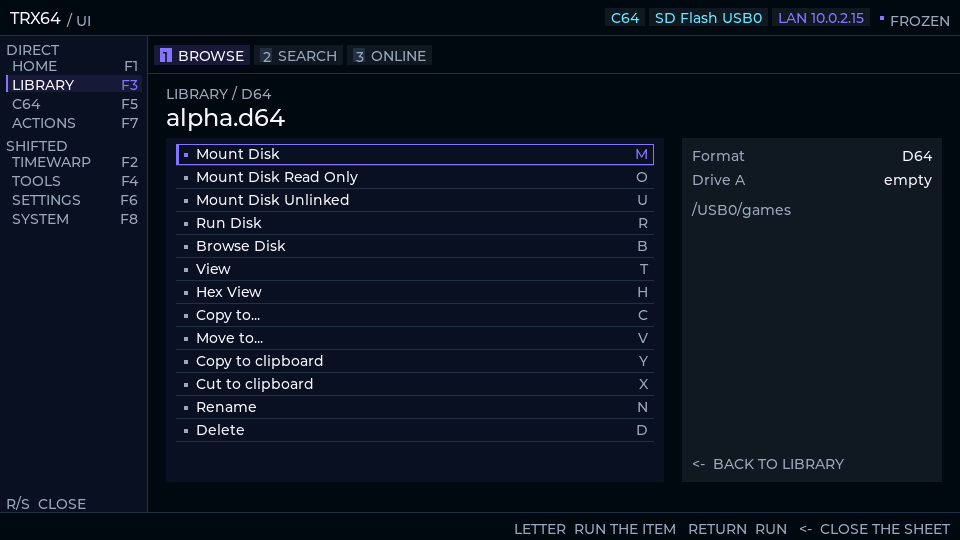 TRX64 / UI
C64 SD Flash USB0 LAN 10.0.2.15 FROZEN
DIRECT
HOME F1
LIBRARY F3
C64 F5
ACTIONS F7
SHIFTED
TIMEWARP F2
TOOLS F4
SETTINGS F6
SYSTEM F8
R/S CLOSE
1 BROWSE 2 SEARCH 3 ONLINE
LIBRARY / D64
alpha.d64
Mount Disk M
Mount Disk Read Only O
Mount Disk Unlinked U
Run Disk R
Browse Disk B
View T
Hex View H
Copy to... C
Move to... V
Copy to clipboard Y
Cut to clipboard X
Rename N
Delete D
Format D64
Drive A empty
/USB0/games
<- BACK TO LIBRARY
LETTER RUN THE ITEM RETURN RUN <- CLOSE THE SHEET